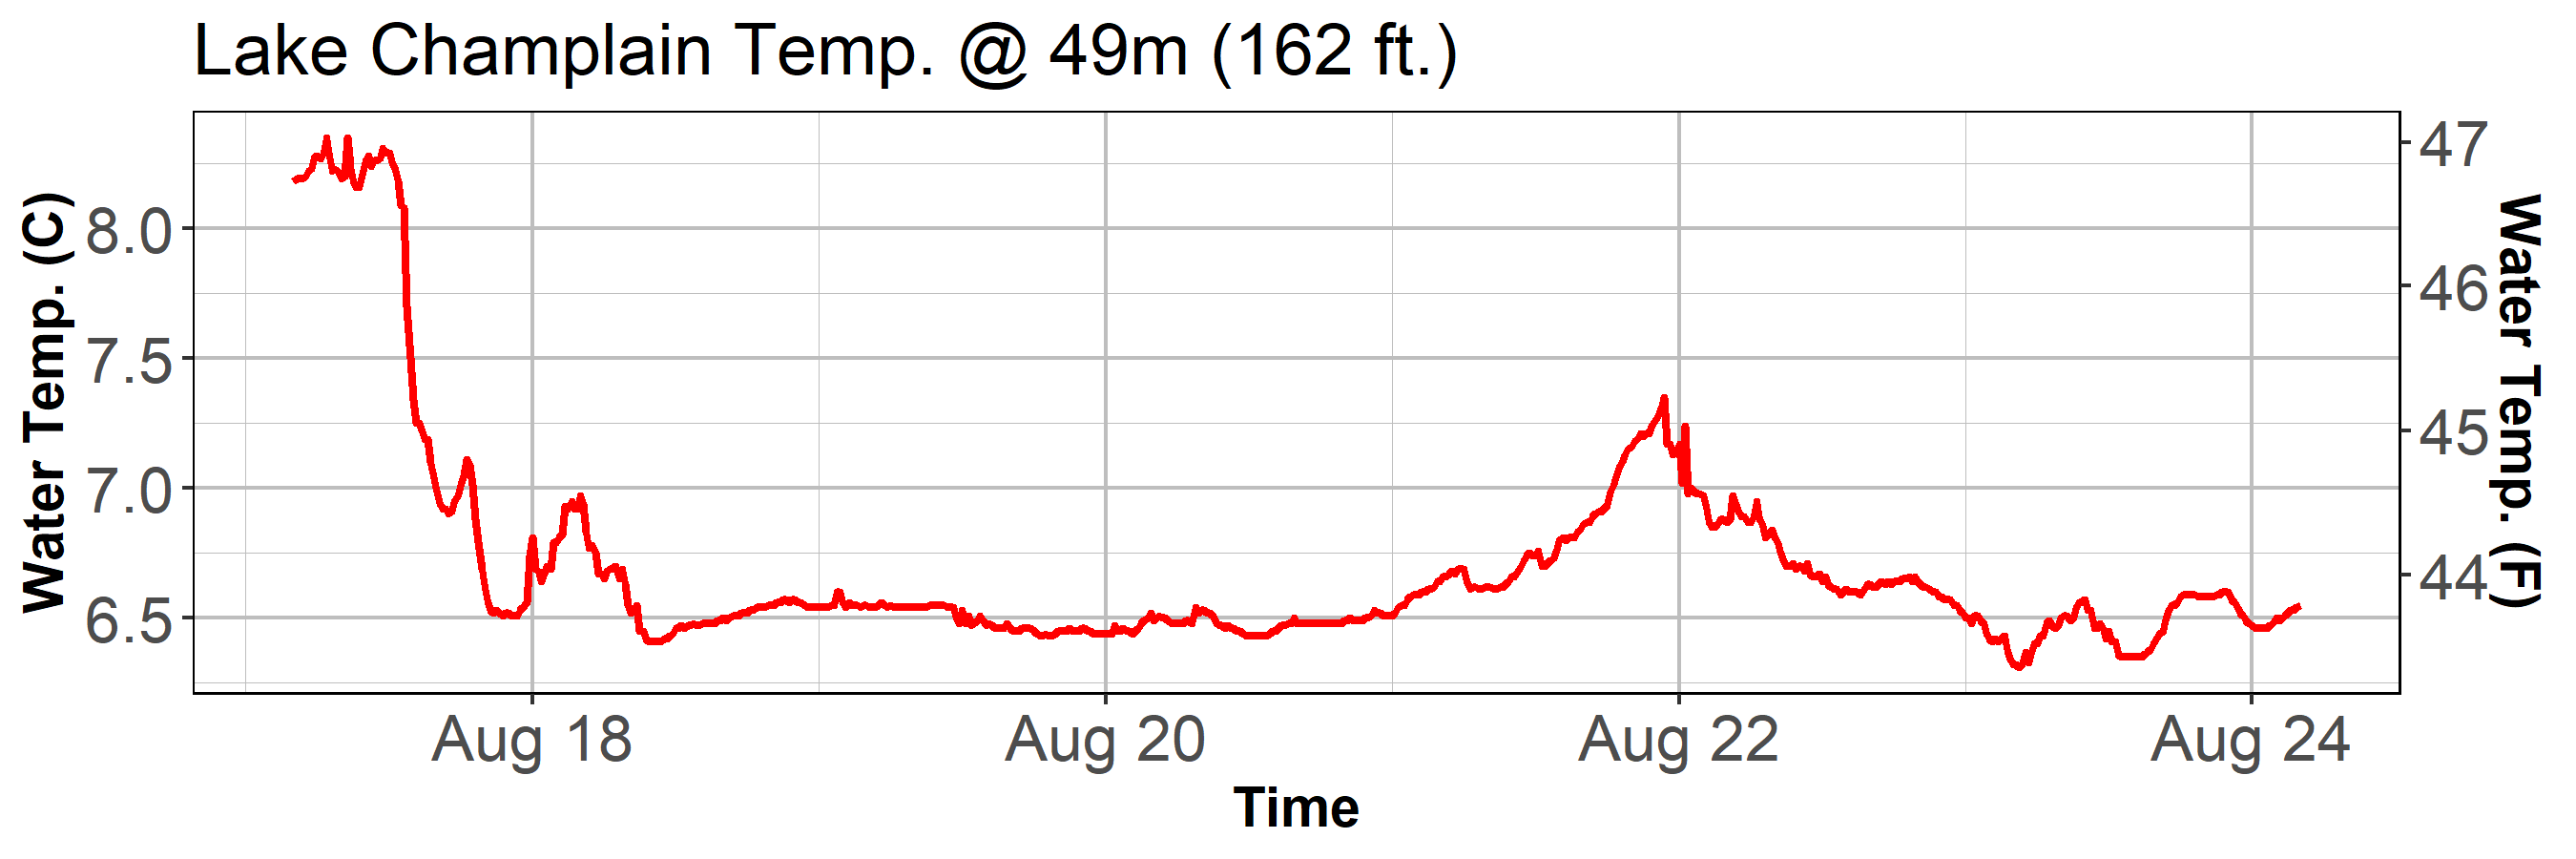 Lake Champlain Temp. @ 49m (162 ft.)
Water Temp. (C)
8.0
7.5
7.0
6.5
47
46
45
44
Water Temp. (F)
Aug 18 Aug 20 Aug 22 Aug 24
Time